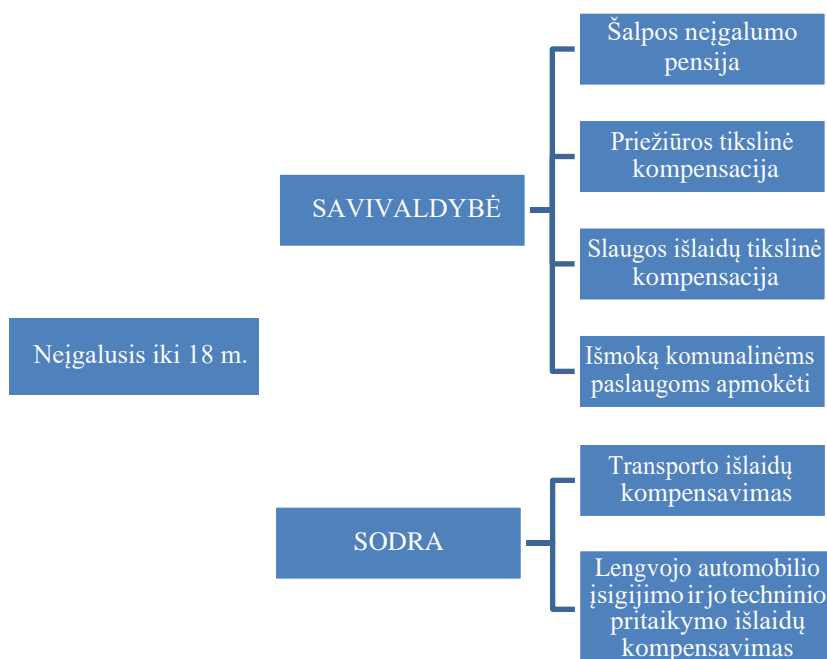 Neįgalusis iki 18 m.
SAVIVALDYBĖ
Šalpos neįgalumo
pensija
Priežiūros tikslinė
kompensacija
Slaugos išlaidų tikslinė
kompensacija
Išmoką komunalinėms
paslaugoms apmokėti
SODRA
Transporto išlaidų
kompensavimas
Lengvojo automobilio
įsigijimo ir jo techninio
pritaikymo išlaidų
kompensavimas